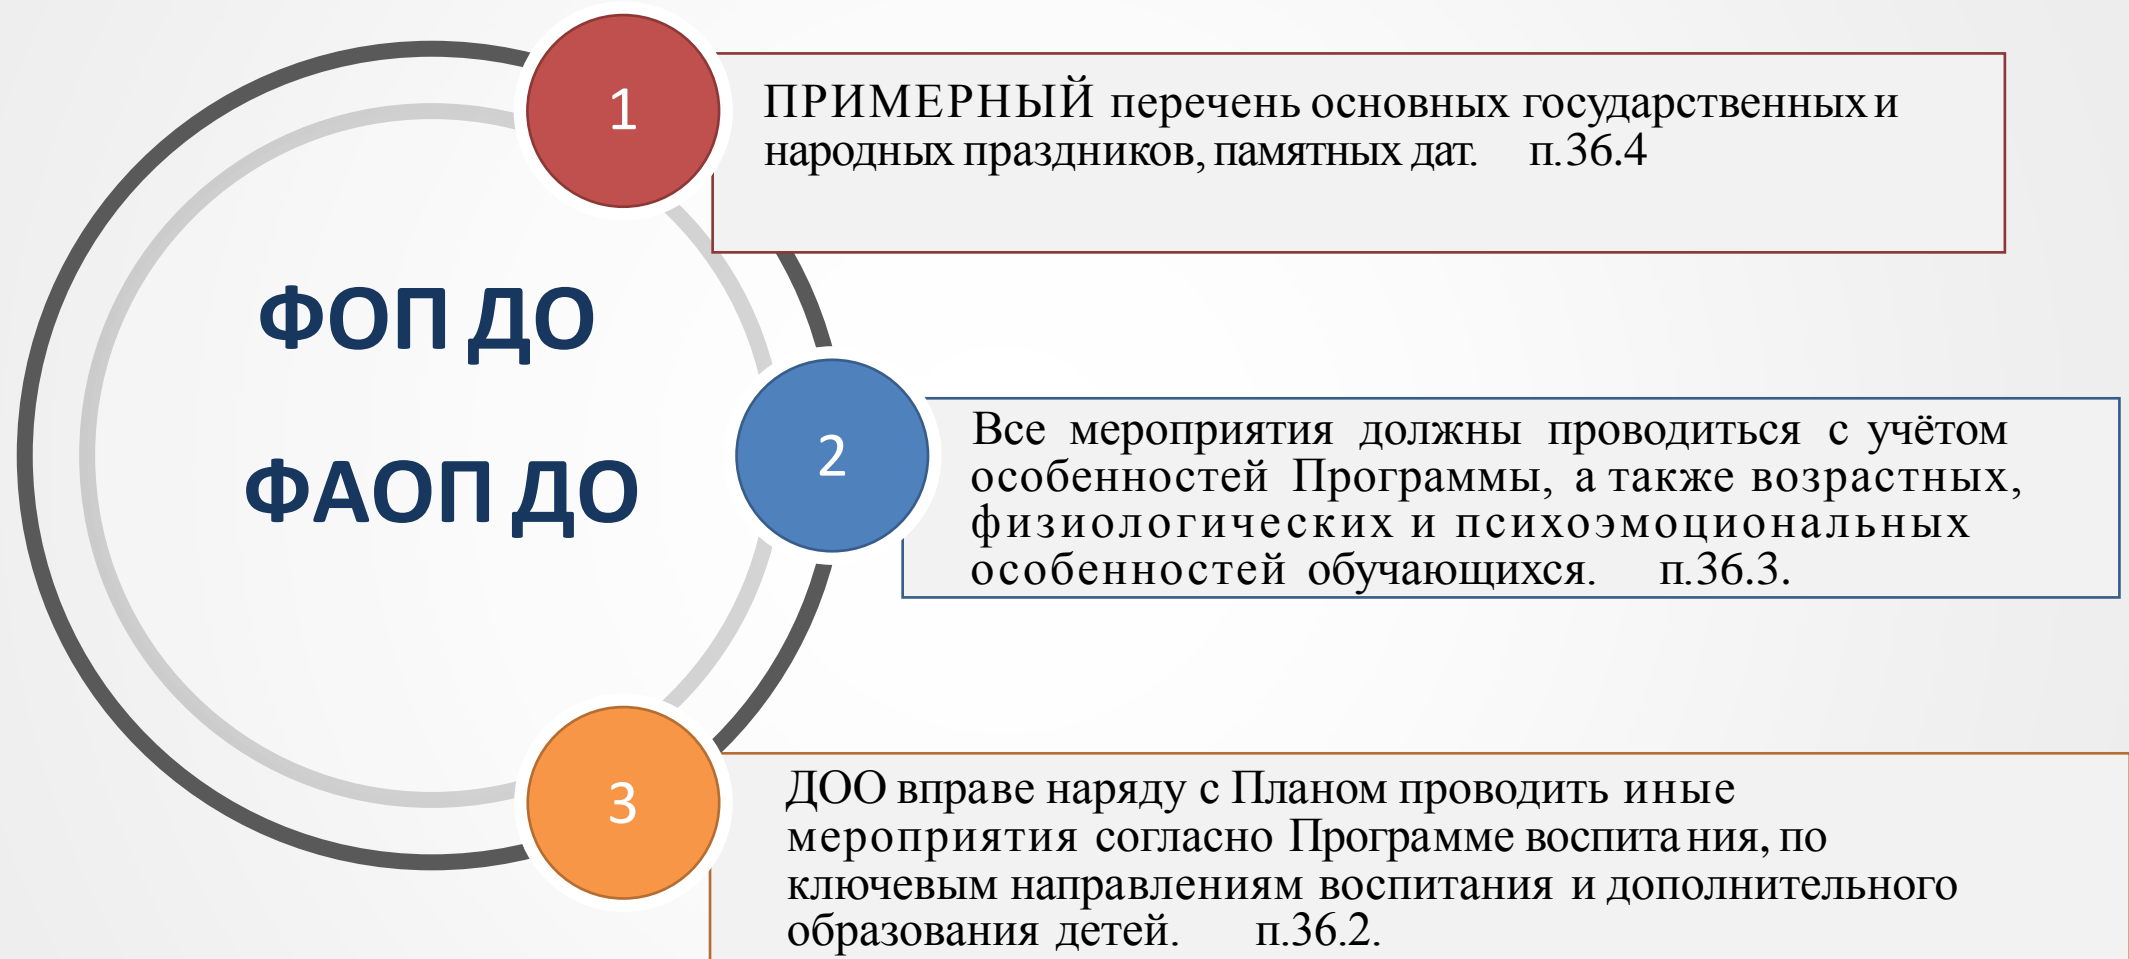 ФОП ДО
ФАОП ДО
1
ПРИМЕРНЫЙ перечень основных государственных и
народных праздников, памятных дат. п.36.4
2
Все мероприятия должны проводиться с учётом
особенностей Программы, а также возрастных,
физиологических и психоэмоциональных
особенностей обучающихся. п.36.3.
3
ДОО вправе наряду с Планом проводить иные
мероприятия согласно Программе воспитания, по
ключевым направлениям воспитания и дополнительного
образования детей. п.36.2.